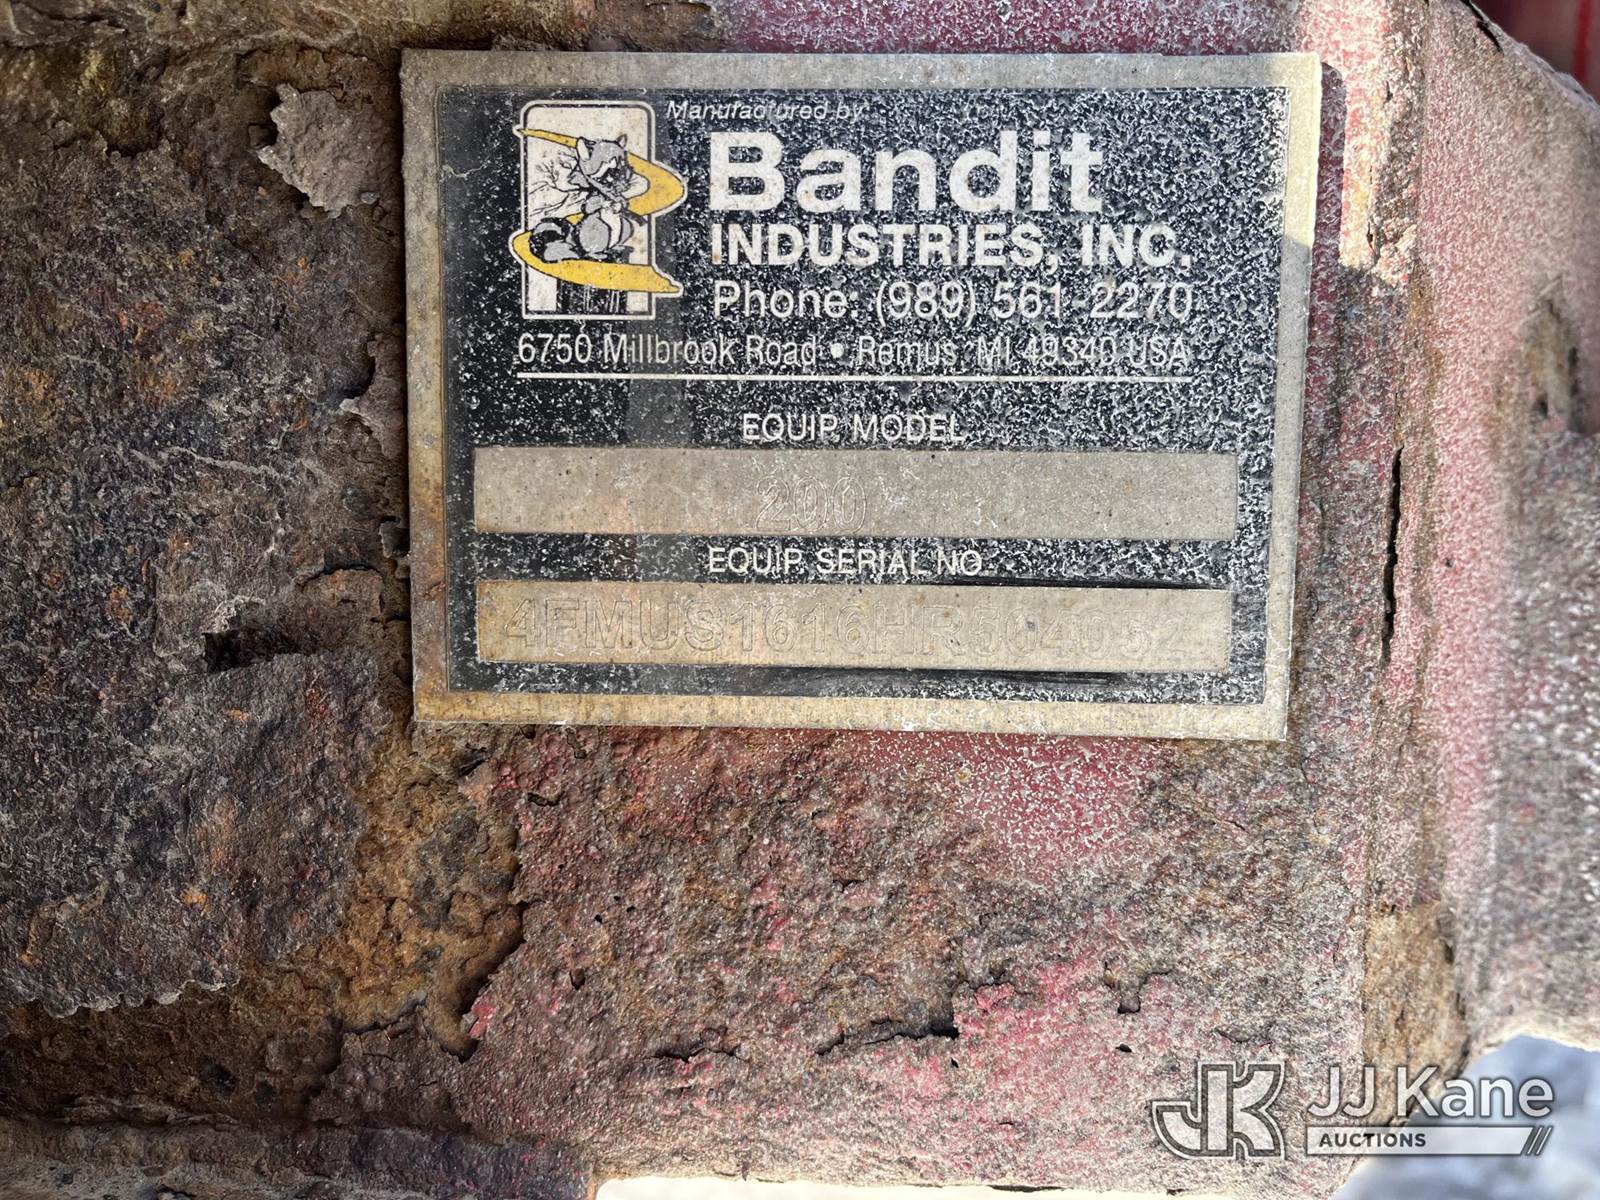 Manufactured by
Bandit
INDUSTRIES, INC.
Phone: (989) 561-2270
6750 Millbrook Road • Remus MI 49340 USA
EQUIP. MODEL
200
EQUIP. SERIAL NO
4FMUS1616HR504052
JK JJ Kane
AUCTIONS